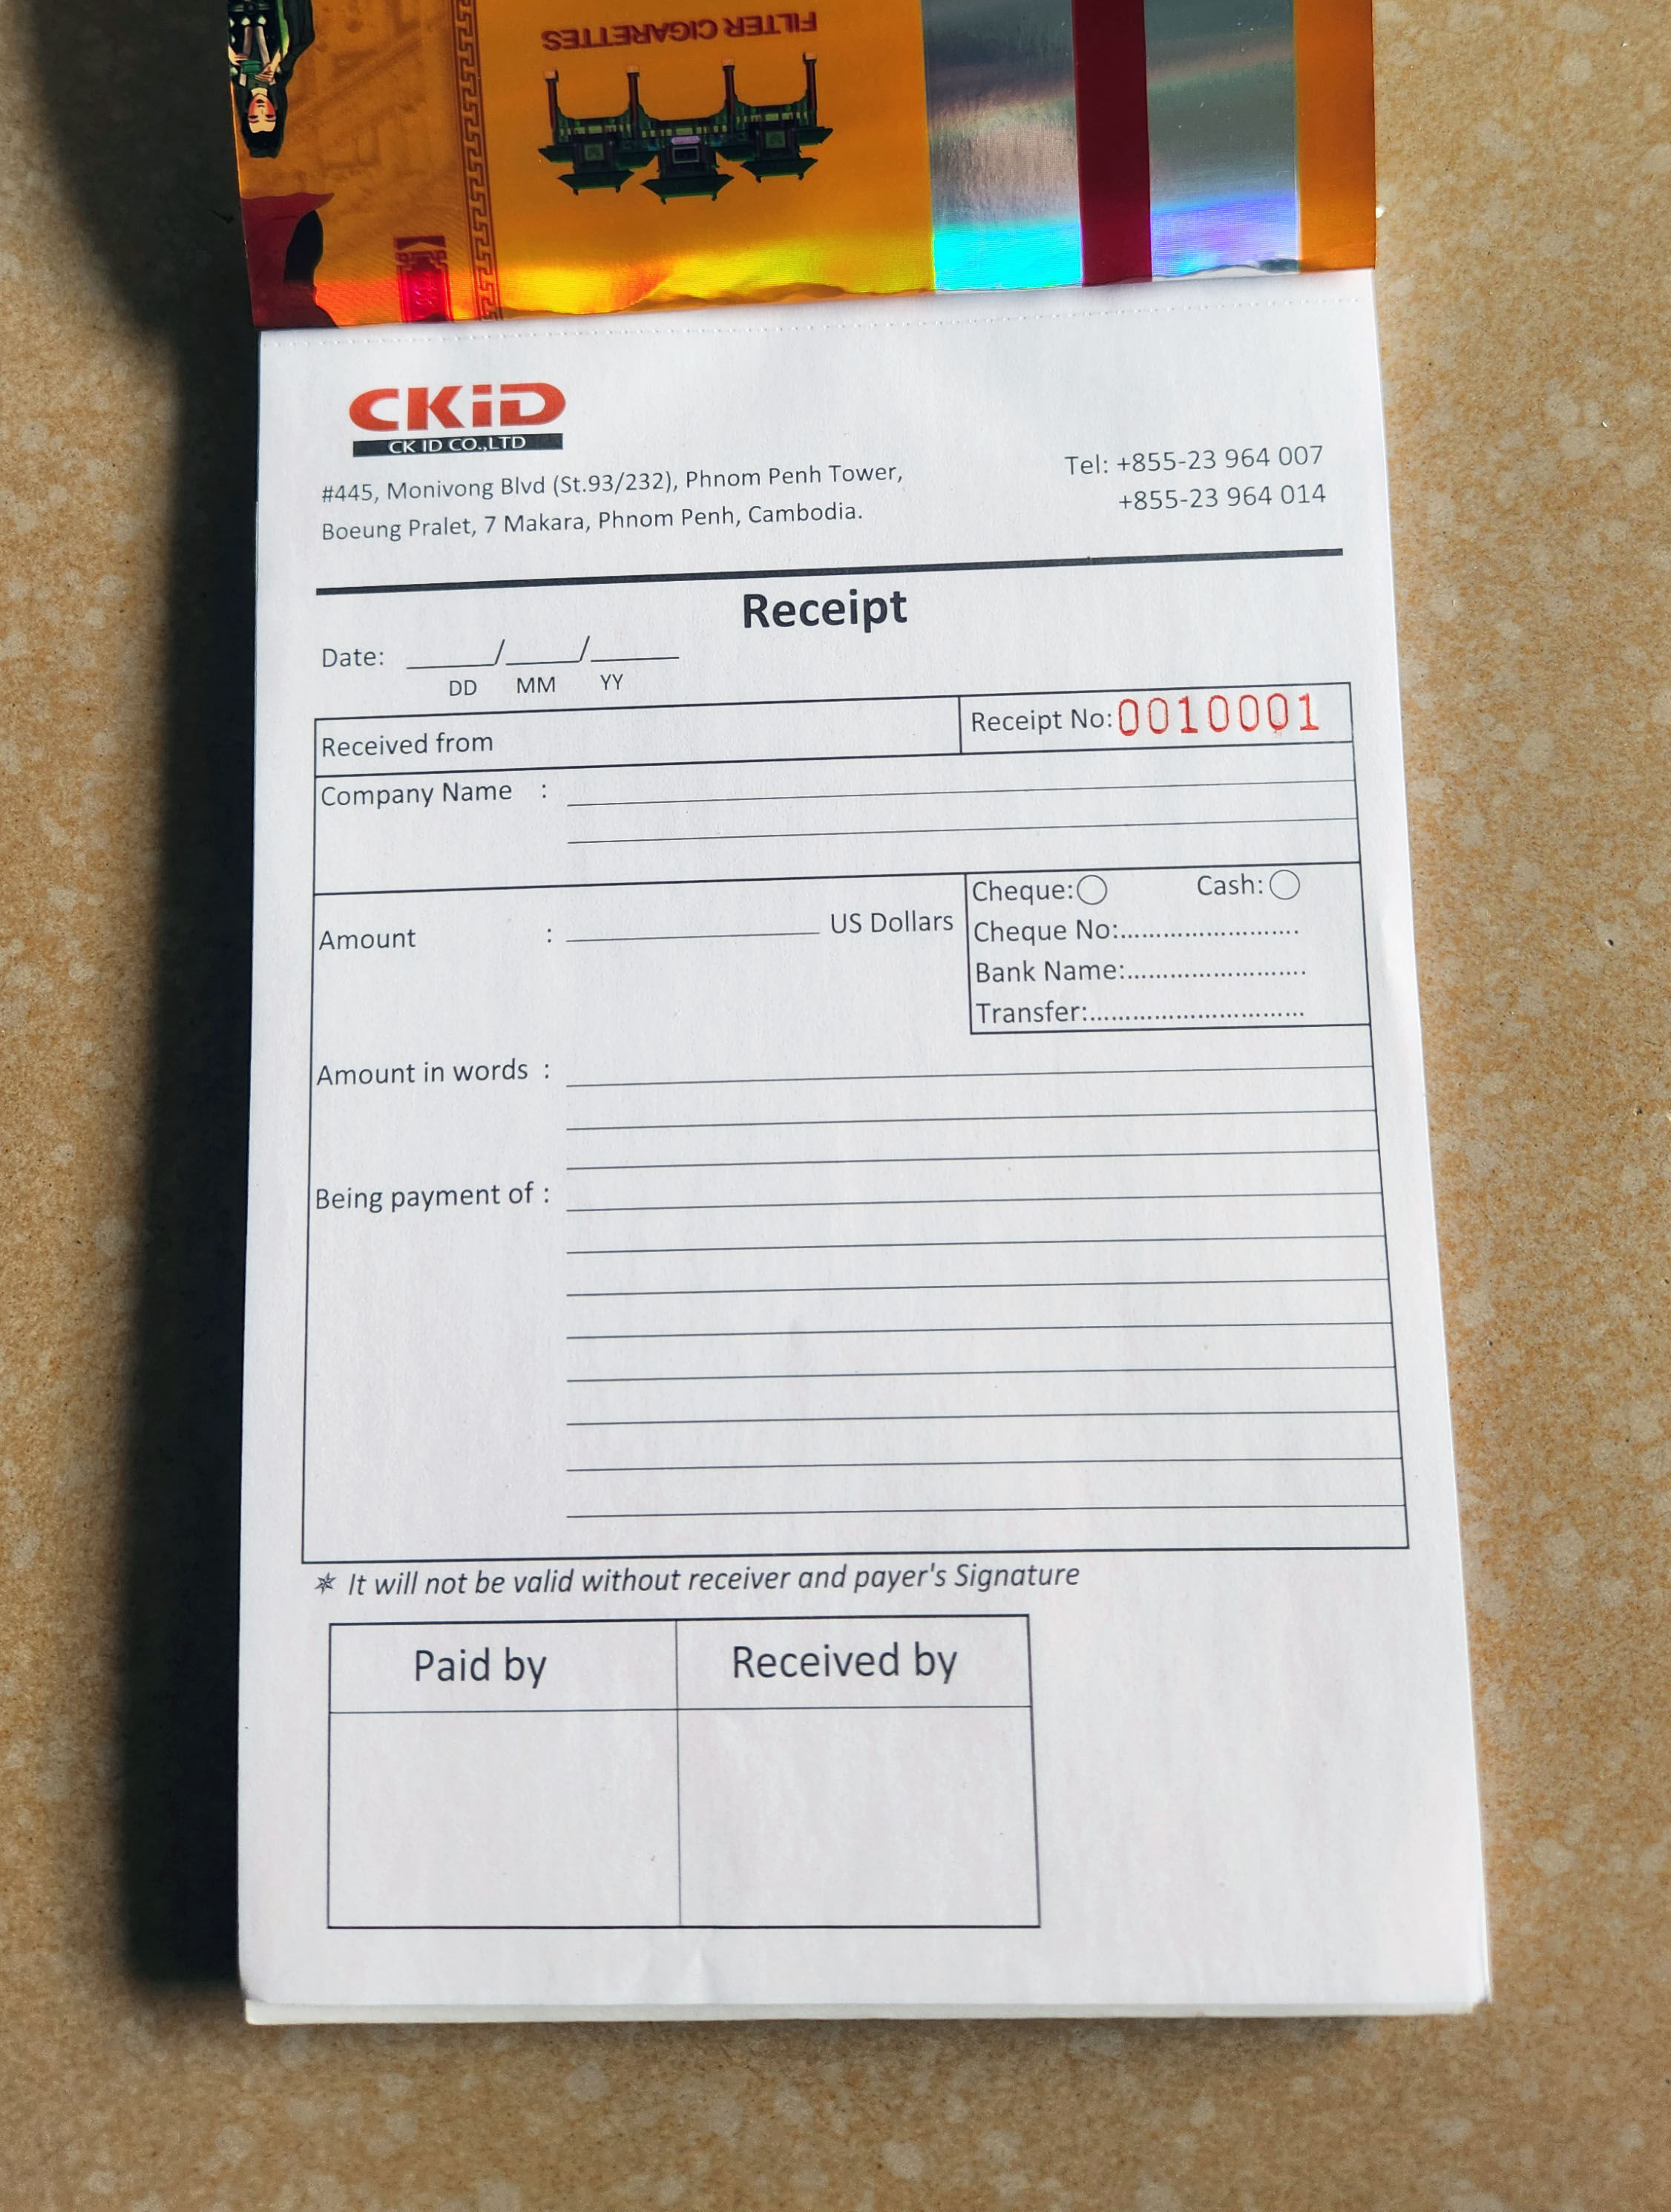 FILTER CIGARETTES
CKiD
CK ID CO.,LTD
#445, Monivong Blvd (St.93/232), Phnom Penh Tower,
Boeung Pralet, 7 Makara, Phnom Penh, Cambodia.
Tel: +855-23 964 007
+855-23 964 014
Receipt
Date: ____/____/____
DD MM YY
Received from
Receipt No: 0010001
Company Name :
Cheque: Cash:
Amount : US Dollars
Cheque No:..........................
Bank Name:..........................
Transfer:...............................
Amount in words :
Being payment of :
* It will not be valid without receiver and payer's Signature
Paid by Received by